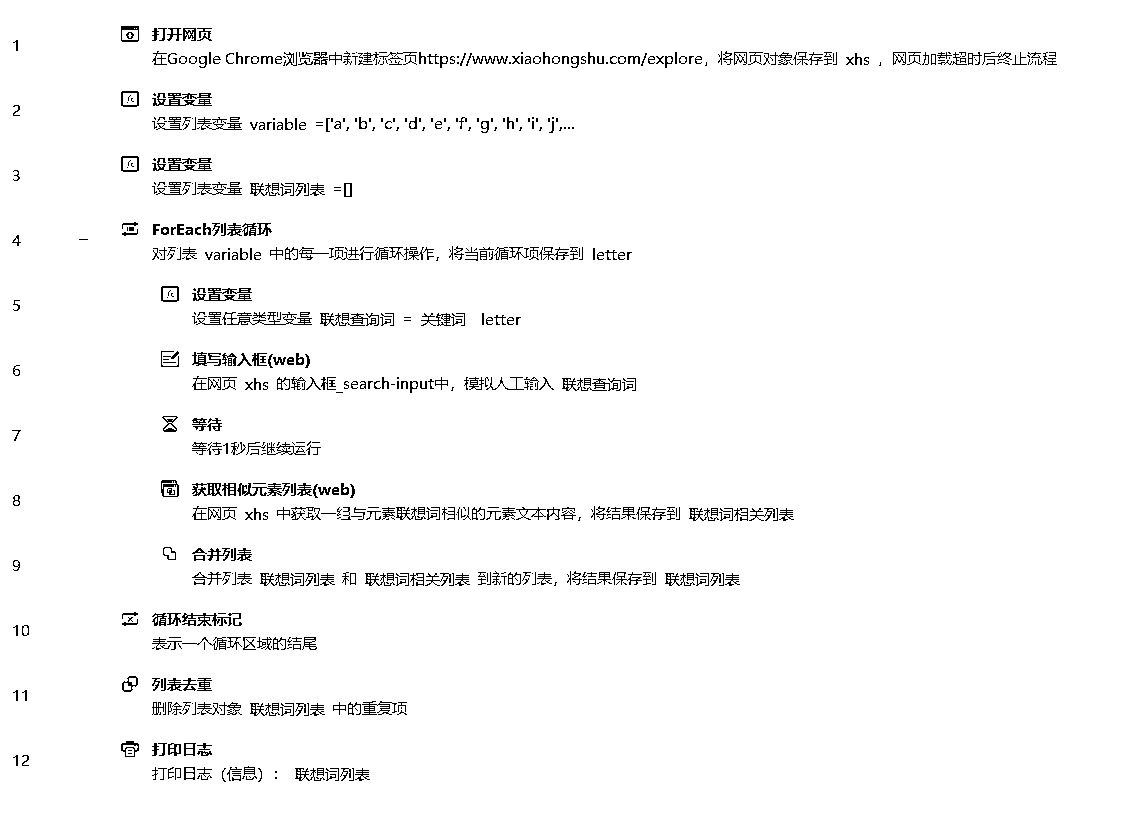 1
打开网页
在Google Chrome浏览器中新建标签页https://www.xiaohongshu.com/explore，将网页对象保存到 xhs ，网页加载超时后终止流程
2
设置变量
设置列表变量 variable =['a', 'b', 'c', 'd', 'e', 'f', 'g', 'h', 'i', 'j',...
3
设置变量
设置列表变量 联想词列表 =[]
4
ForEach列表循环
对列表 variable 中的每一项进行循环操作，将当前循环项保存到 letter
5
设置变量
设置任意类型变量 联想查询词 = 关键词 letter
6
填写输入框(web)
在网页 xhs 的输入框_search-input中，模拟人工输入 联想查询词
7
等待
等待1秒后继续运行
8
获取相似元素列表(web)
在网页 xhs 中获取一组与元素联想词相似的元素文本内容，将结果保存到 联想词相关列表
9
合并列表
合并列表 联想词列表 和 联想词相关列表 到新的列表，将结果保存到 联想词列表
10
循环结束标记
表示一个循环区域的结尾
11
列表去重
删除列表对象 联想词列表 中的重复项
12
打印日志
打印日志（信息）： 联想词列表